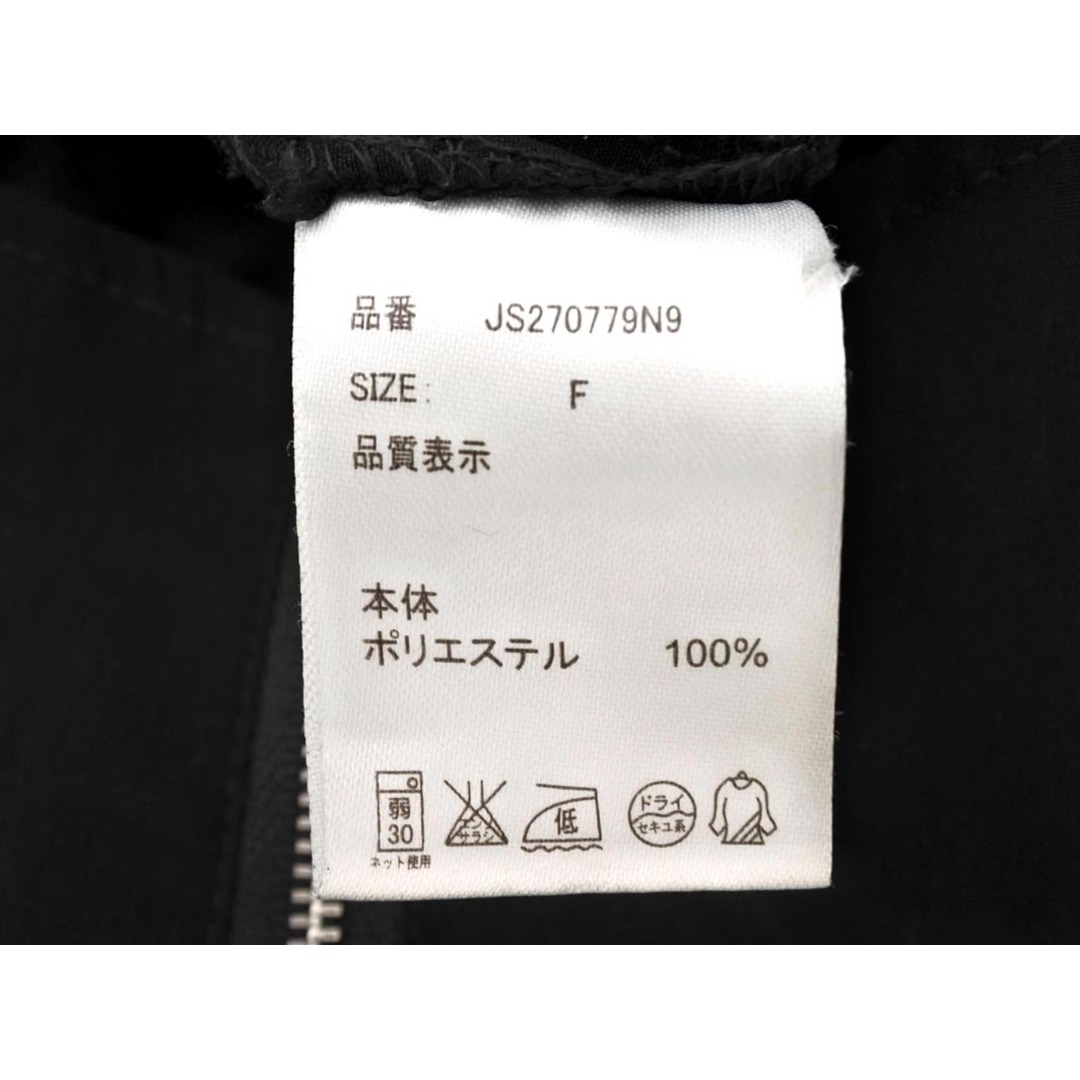 品番 JS270779N9
SIZE: F
品質表示
本体
ポリエステル 100%
弱
30
ネット使用
エンソ
サラシ
低
ドライ
セキユ系